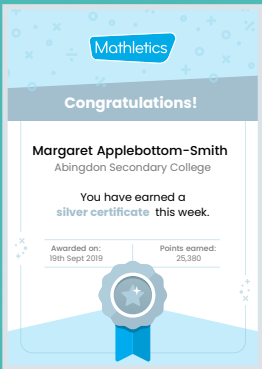 Mathletics
Congratulations!
Margaret Applebottom-Smith
Abingdon Secondary College
You have earned a
silver certificate this week.
Awarded on:
19th Sept 2019
Points earned:
25,380